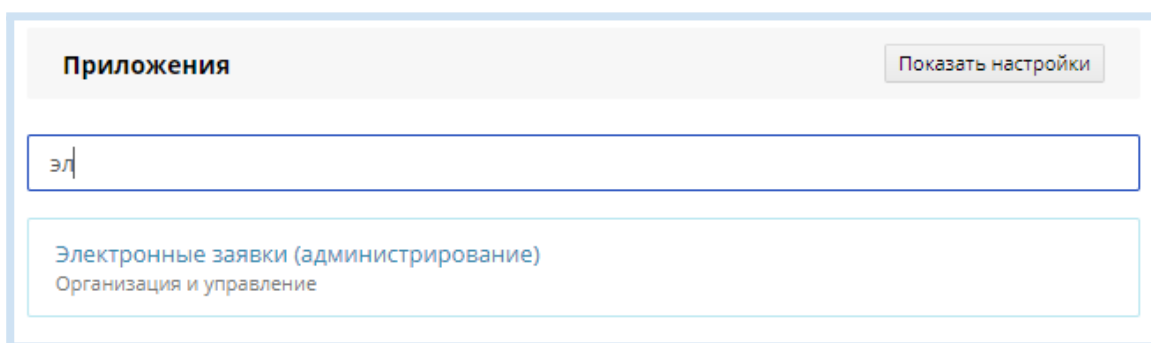 Приложения
Показать настройки
эл
Электронные заявки (администрирование)
Организация и управление